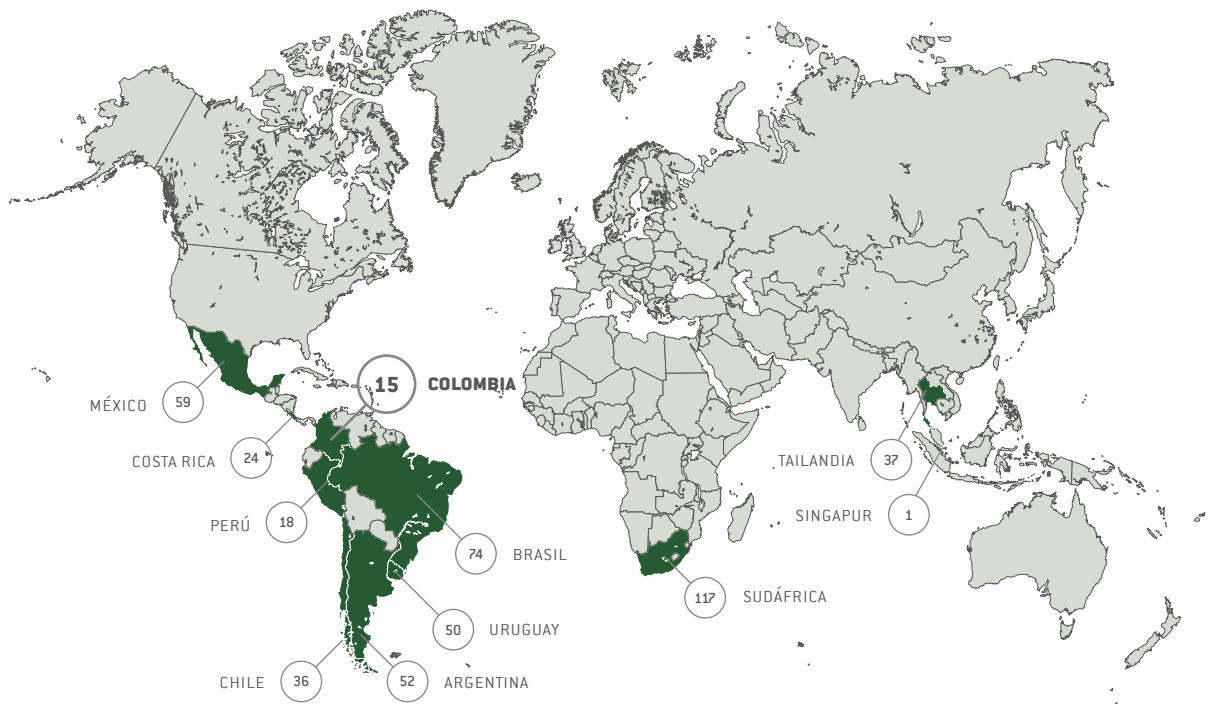 15 COLOMBIA
MÉXICO 59
COSTA RICA 24
TAILANDIA 37
PERÚ 18
SINGAPUR 1
74 BRASIL
117 SUDÁFRICA
50 URUGUAY
CHILE 36
52 ARGENTINA